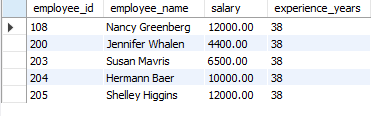 employee_id employee_name salary experience_years
108 Nancy Greenberg 12000.00 38
200 Jennifer Whalen 4400.00 38
203 Susan Mavris 6500.00 38
204 Hermann Baer 10000.00 38
205 Shelley Higgins 12000.00 38